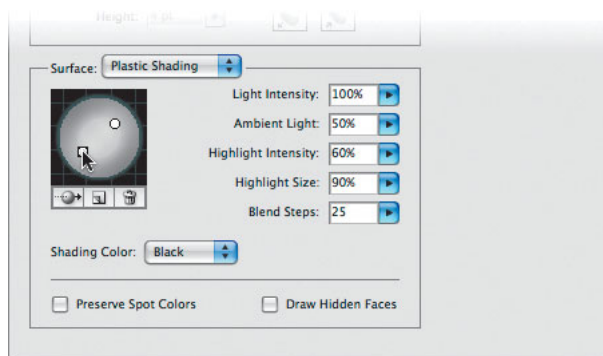 Height:
Surface: Plastic Shading
Light Intensity: 100%
Ambient Light: 50%
Highlight Intensity: 60%
Highlight Size: 90%
Blend Steps: 25
Shading Color: Black
Preserve Spot Colors
Draw Hidden Faces